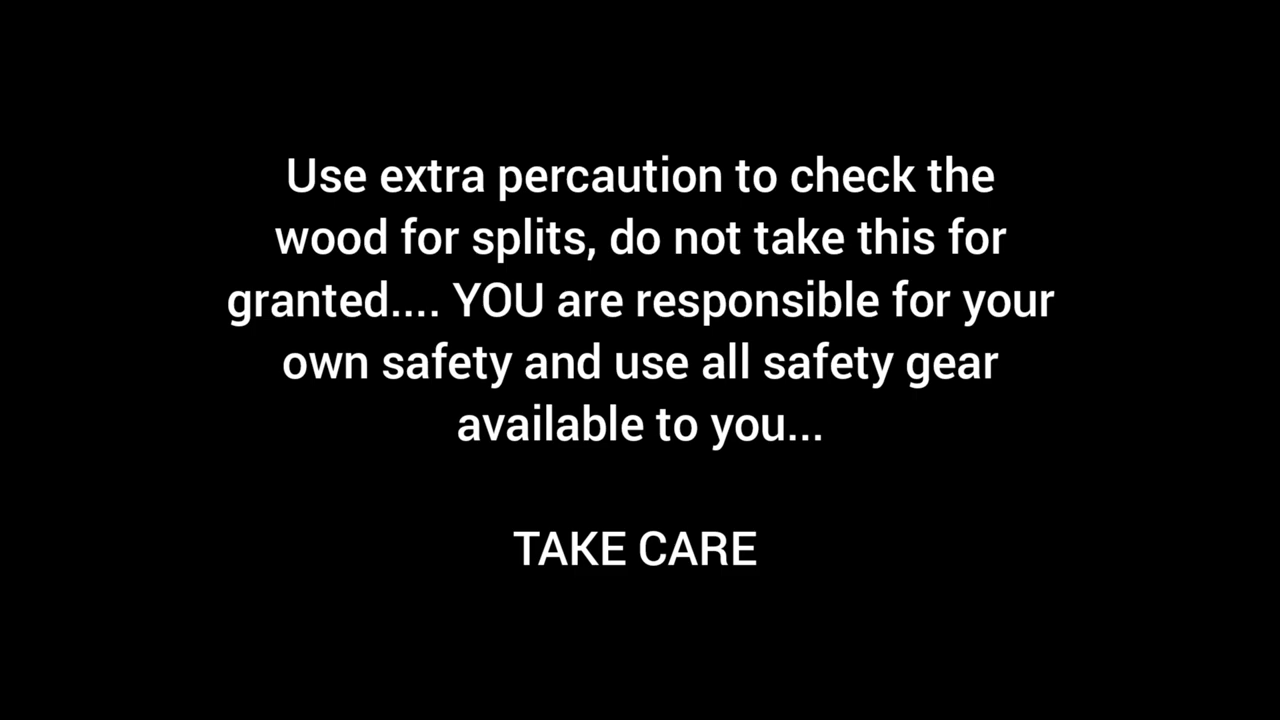 Use extra percaution to check the
wood for splits, do not take this for
granted.... YOU are responsible for your
own safety and use all safety gear
available to you...
TAKE CARE